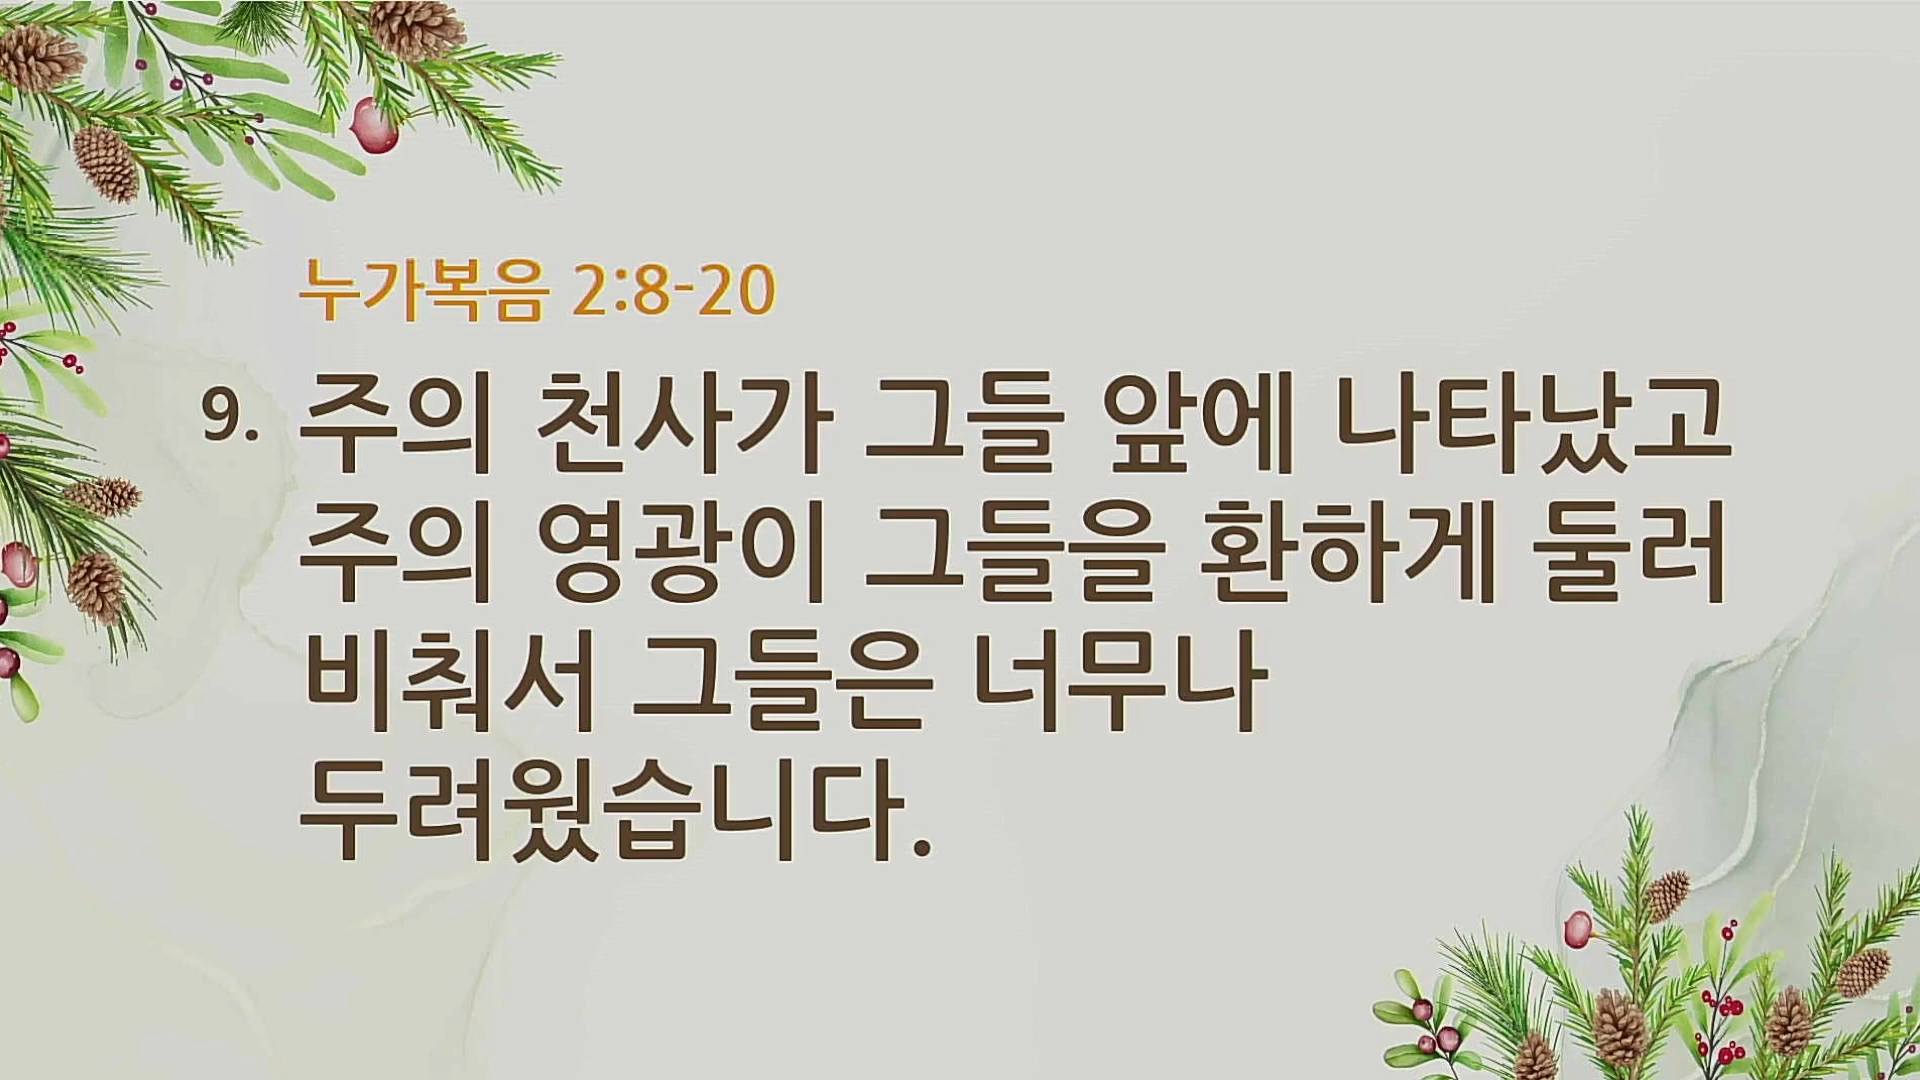 누가복음 2:8-20
9. 주의 천사가 그들 앞에 나타났고
주의 영광이 그들을 환하게 둘러
비춰서 그들은 너무나
두려웠습니다.